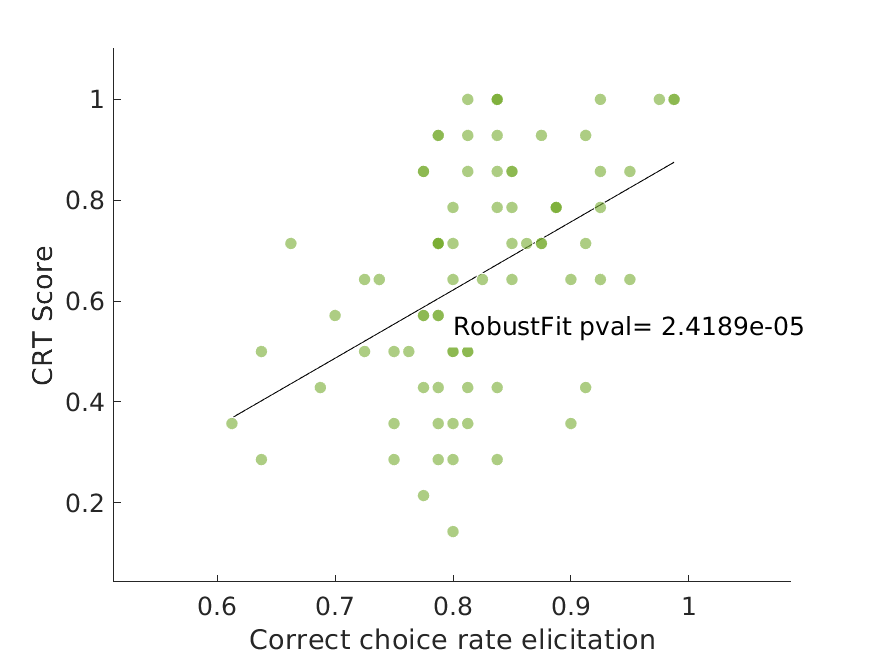 1
0.8
0.6
0.4
0.2
CRT Score
RobustFit pval= 2.4189e-05
0.6 0.7 0.8 0.9 1
Correct choice rate elicitation